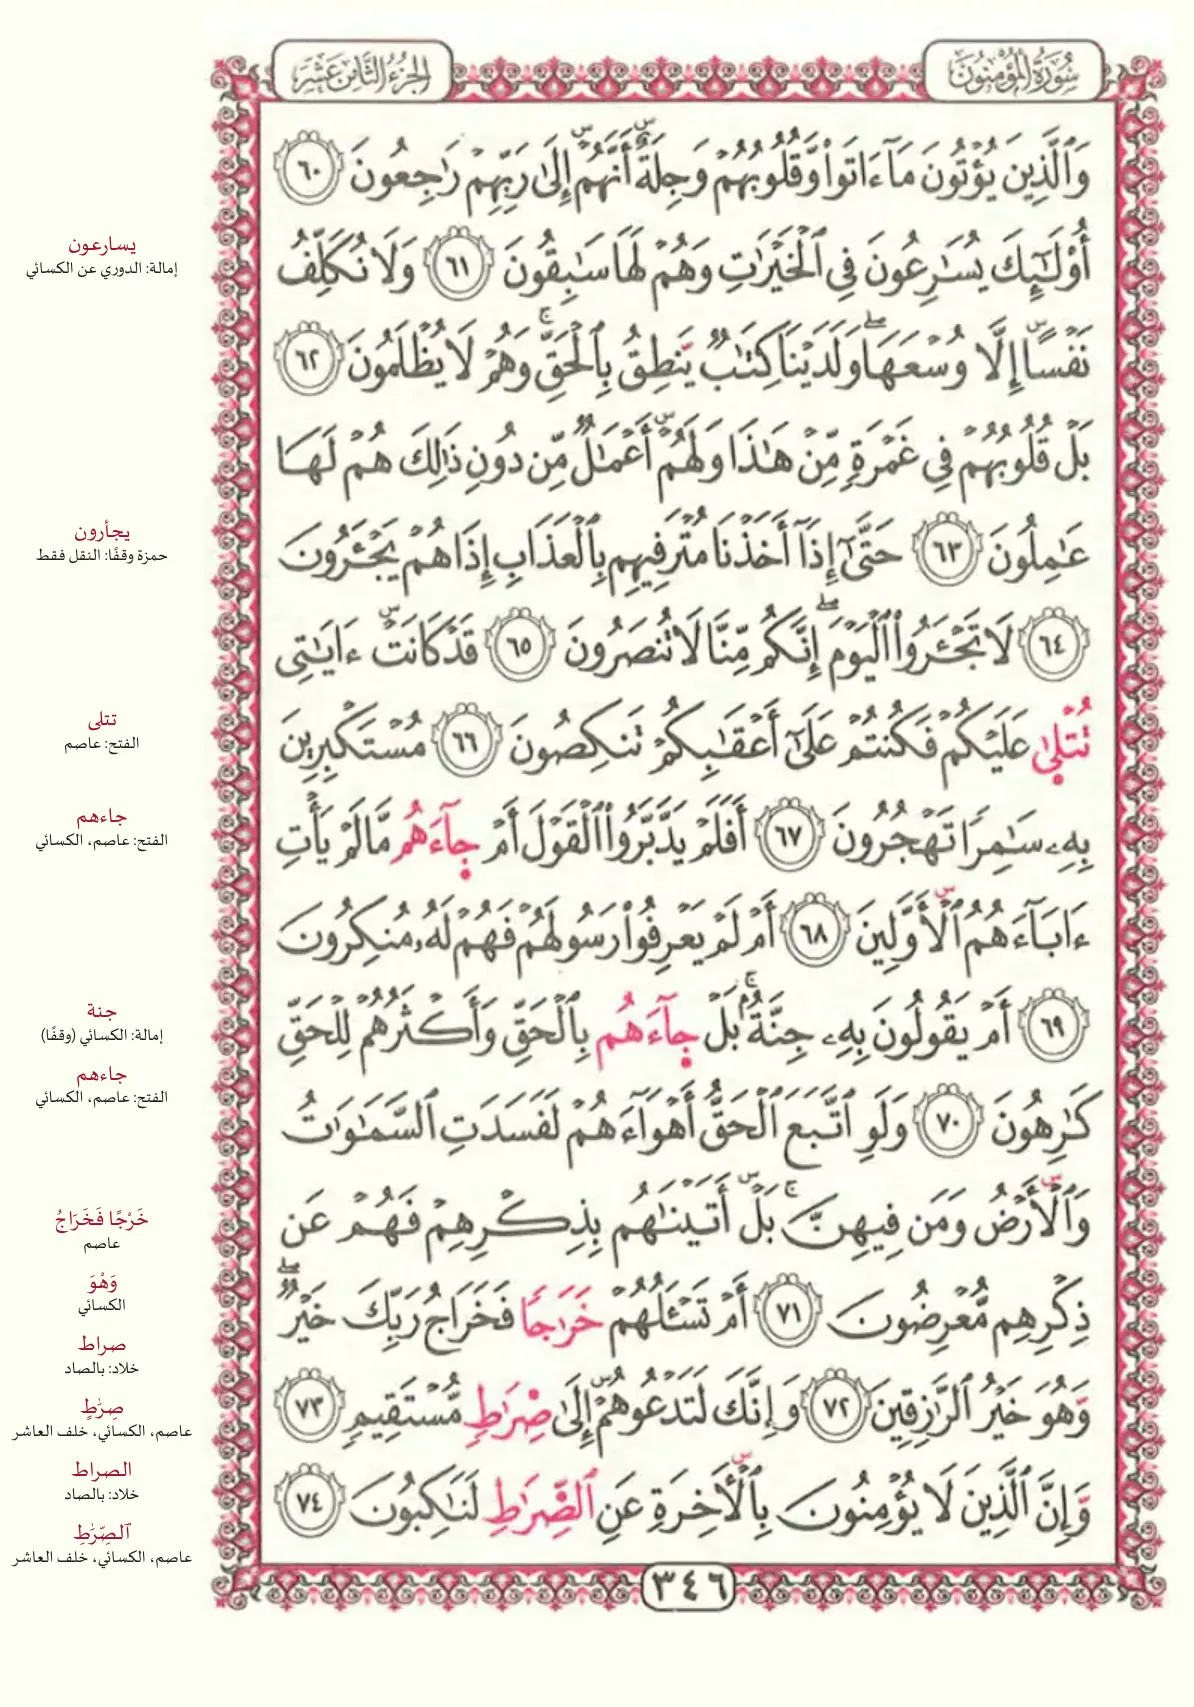 سُورَةُ الْمُؤْمِنُونَ
الجُزْءُ الثَّامِنَ عَشَرَ
وَٱلَّذِينَ يُؤْتُونَ مَآ ءَاتَوا۟ وَّقُلُوبُهُمْ وَجِلَةٌ أَنَّهُمْ إِلَىٰ رَبِّهِمْ رَٰجِعُونَ ٦٠
أُو۟لَٰٓئِكَ يُسَٰرِعُونَ فِي ٱلْخَيْرَٰتِ وَهُمْ لَهَا سَٰبِقُونَ ٦١ وَلَا نُكَلِّفُ
نَفْسًا إِلَّا وُسْعَهَاۖ وَلَدَيْنَا كِتَٰبٌ يَنطِقُ بِٱلْحَقِّۚ وَهُمْ لَا يُظْلَمُونَ ٦٢
بَلْ قُلُوبُهُمْ فِي غَمْرَةٍ مِّنْ هَٰذَا وَلَهُمْ أَعْمَٰلٌ مِّن دُونِ ذَٰلِكَ هُمْ لَهَا
عَٰمِلُونَ ٦٣ حَتَّىٰٓ إِذَآ أَخَذْنَا مُتْرَفِيهِم بِٱلْعَذَابِ إِذَا هُمْ يَجْـَٔرُونَ
٦٤ لَا تَجْـَٔرُوا۟ ٱلْيَوْمَۖ إِنَّكُم مِّنَّا لَا تُنصَرُونَ ٦٥ قَدْ كَانَتْ ءَايَٰتِي
تُتْلَىٰ عَلَيْكُمْ فَكُنتُمْ عَلَىٰٓ أَعْقَٰبِكُمْ تَنكِصُونَ ٦٦ مُسْتَكْبِرِينَ
بِهِۦ سَٰمِرًا تَهْجُرُونَ ٦٧ أَفَلَمْ يَدَّبَّرُوا۟ ٱلْقَوْلَ أَمْ جَآءَهُم مَّا لَمْ يَأْتِ
ءَابَآءَهُمُ ٱلْأَوَّلِينَ ٦٨ أَمْ لَمْ يَعْرِفُوا۟ رَسُولَهُمْ فَهُمْ لَهُۥ مُنكِرُونَ
٦٩ أَمْ يَقُولُونَ بِهِۦ جِنَّةٌۢۚ بَلْ جَآءَهُم بِٱلْحَقِّ وَأَكْثَرُهُمْ لِلْحَقِّ
كَٰرِهُونَ ٧٠ وَلَوِ ٱتَّبَعَ ٱلْحَقُّ أَهْوَآءَهُمْ لَفَسَدَتِ ٱلسَّمَٰوَٰتُ
وَٱلْأَرْضُ وَمَن فِيهِنَّۚ بَلْ أَتَيْنَٰهُم بِذِكْرِهِمْ فَهُمْ عَن
ذِكْرِهِم مُّعْرِضُونَ ٧١ أَمْ تَسْـَٔلُهُمْ خَرَٰجًا فَخَرَاجُ رَبِّكَ خَيْرٌۖ
وَّهُوَ خَيْرُ ٱلرَّٰزِقِينَ ٧٢ وَإِنَّكَ لَتَدْعُوهُمْ إِلَىٰ صِرَٰطٍ مُّسْتَقِيمٍ ٧٣
وَّإِنَّ ٱلَّذِينَ لَا يُؤْمِنُونَ بِٱلْأَخِرَةِ عَنِ ٱلصِّرَٰطِ لَنَٰكِبُونَ ٧٤
٣٤٦
يسارعون
إمالة: الدوري عن الكسائي
يجأرون
حمزة وقفًا: النقل فقط
تتلى
الفتح: عاصم
جاءهم
الفتح: عاصم، الكسائي
جنة
إمالة: الكسائي (وقفًا)
جاءهم
الفتح: عاصم، الكسائي
خَرْجًا فَخَرَاجُ
عاصم
وَهْوَ
الكسائي
صراط
خلاد: بالصاد
صِرَٰطٍ
عاصم، الكسائي، خلف العاشر
الصراط
خلاد: بالصاد
ٱلصِّرَٰطِ
عاصم، الكسائي، خلف العاشر